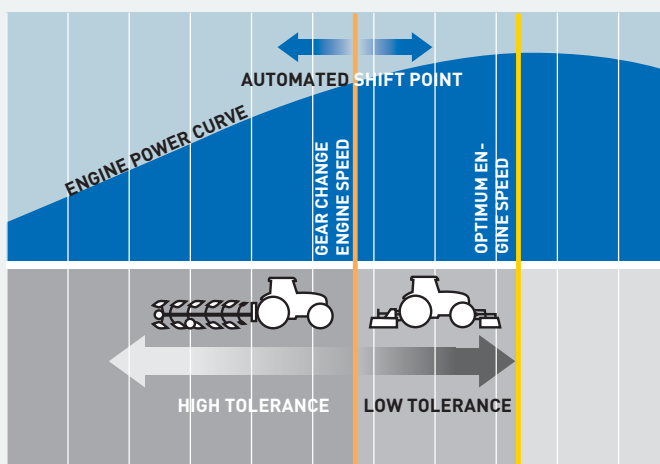 AUTOMATED SHIFT POINT
ENGINE POWER CURVE
GEAR CHANGE
ENGINE SPEED
OPTIMUM EN-
GINE SPEED
HIGH TOLERANCE
LOW TOLERANCE